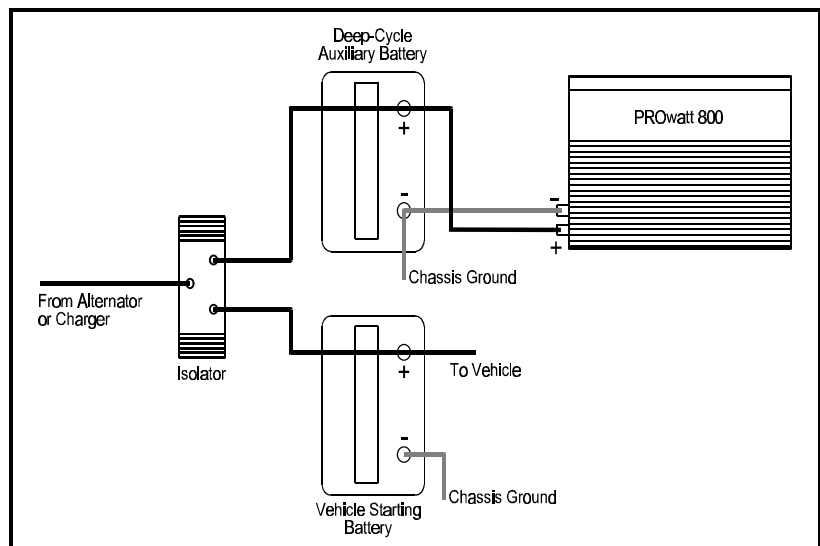 Deep-Cycle
Auxiliary Battery
+
-
PROwatt 800
-
+
Chassis Ground
From Alternator
or Charger
Isolator
+
To Vehicle
-
Chassis Ground
Vehicle Starting
Battery